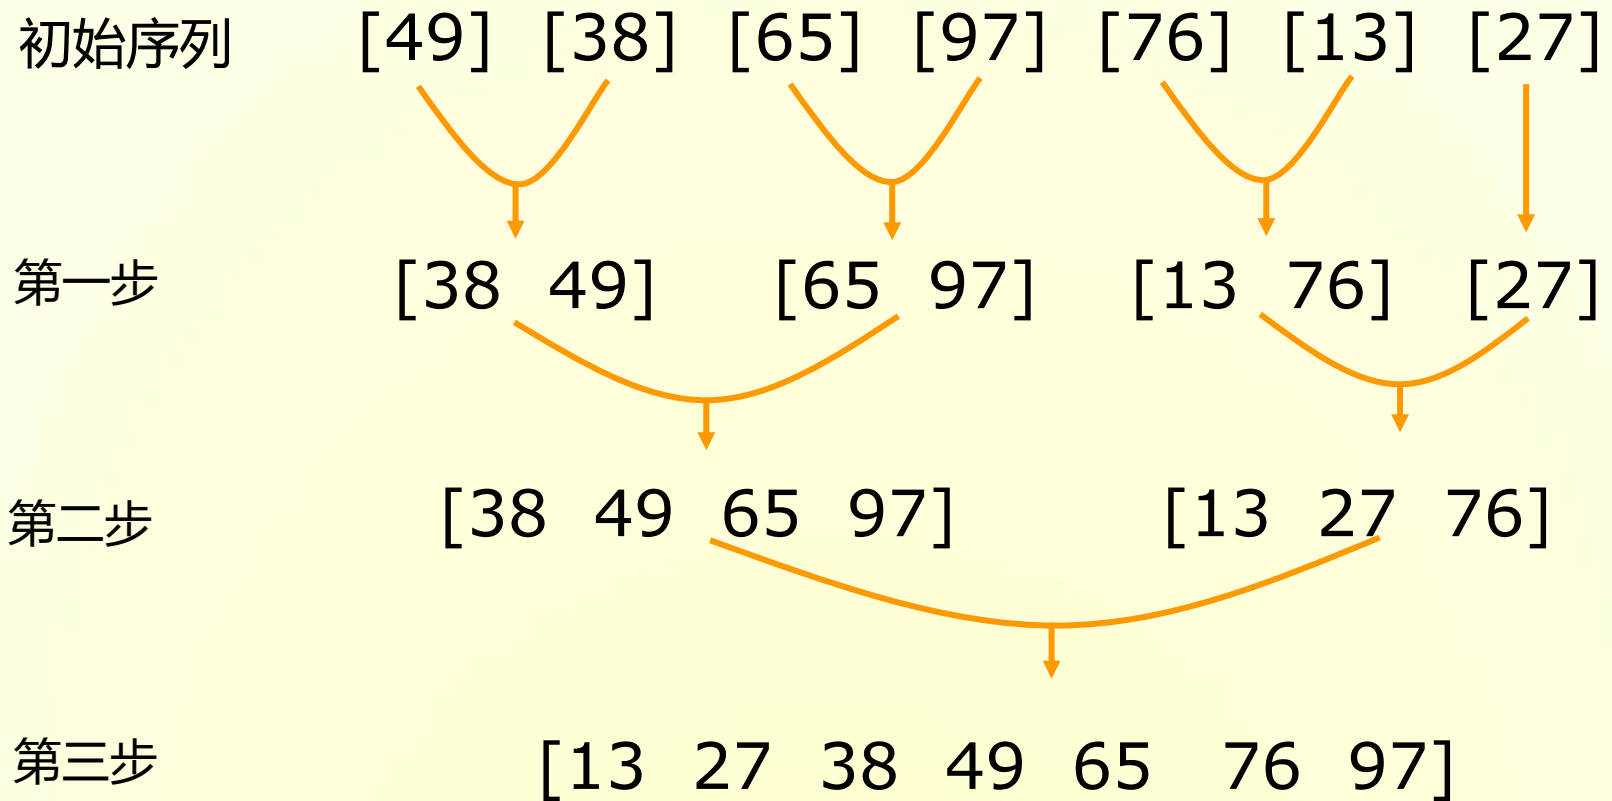 初始序列 [49] [38] [65] [97] [76] [13] [27]
第一步 [38 49] [65 97] [13 76] [27]
第二步 [38 49 65 97] [13 27 76]
第三步 [13 27 38 49 65 76 97]